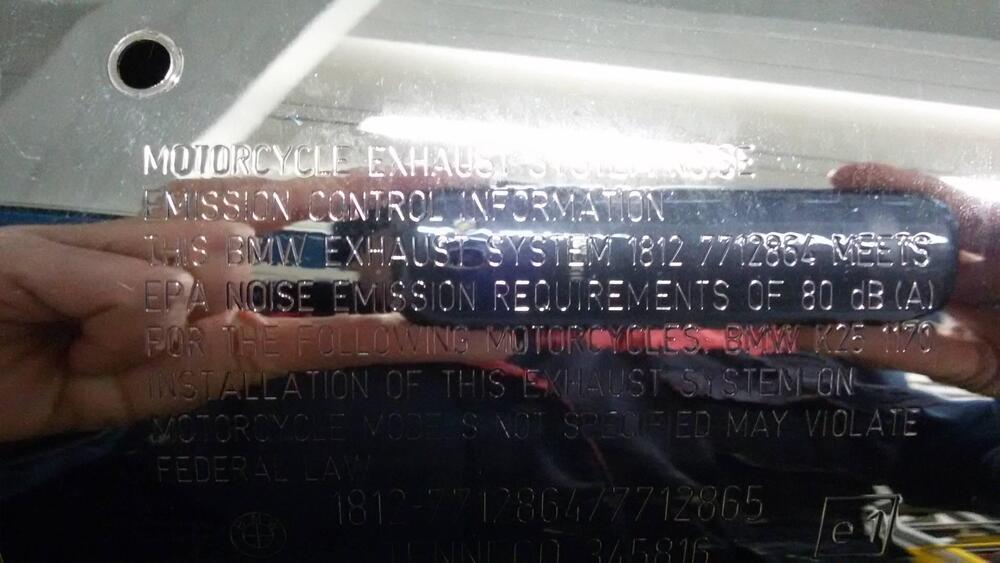 MOTORCYCLE EXHAUST SYSTEM NOISE
EMISSION CONTROL INFORMATION
THIS BMW EXHAUST SYSTEM 1812 7712864 MEETS
EPA NOISE EMISSION REQUIREMENTS OF 80 dB (A)
FOR THE FOLLOWING MOTORCYCLES: BMW K25 1170
INSTALLATION OF THIS EXHAUST SYSTEM ON
MOTORCYCLE MODELS NOT SPECIFIED MAY VIOLATE
FEDERAL LAW
1812-7712864/7712865
e1
TENNECO 345816